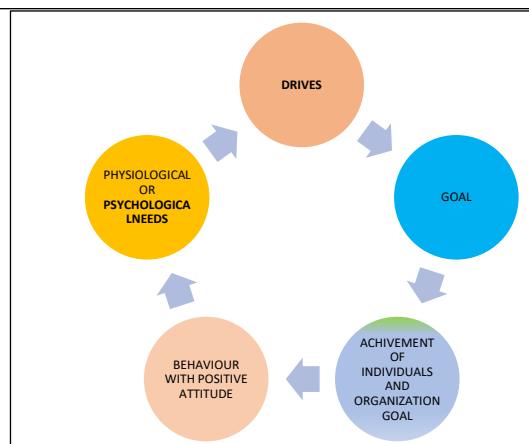 DRIVES
GOAL
ACHIVEMENT
OF
INDIVIDUALS
AND
ORGANIZATION
GOAL
BEHAVIOUR
WITH POSITIVE
ATTITUDE
PHYSIOLOGICAL
OR
PSYCHOLOGICA
LNEEDS